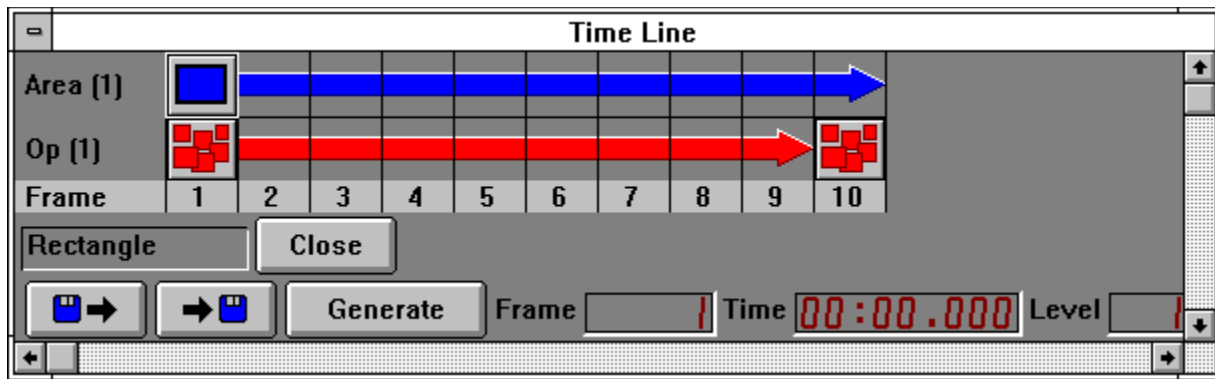 Time Line
Area (1)
Op (1)
Frame 1 2 3 4 5 6 7 8 9 10
Rectangle Close
Generate Frame 1 Time 00:00.000 Level 1